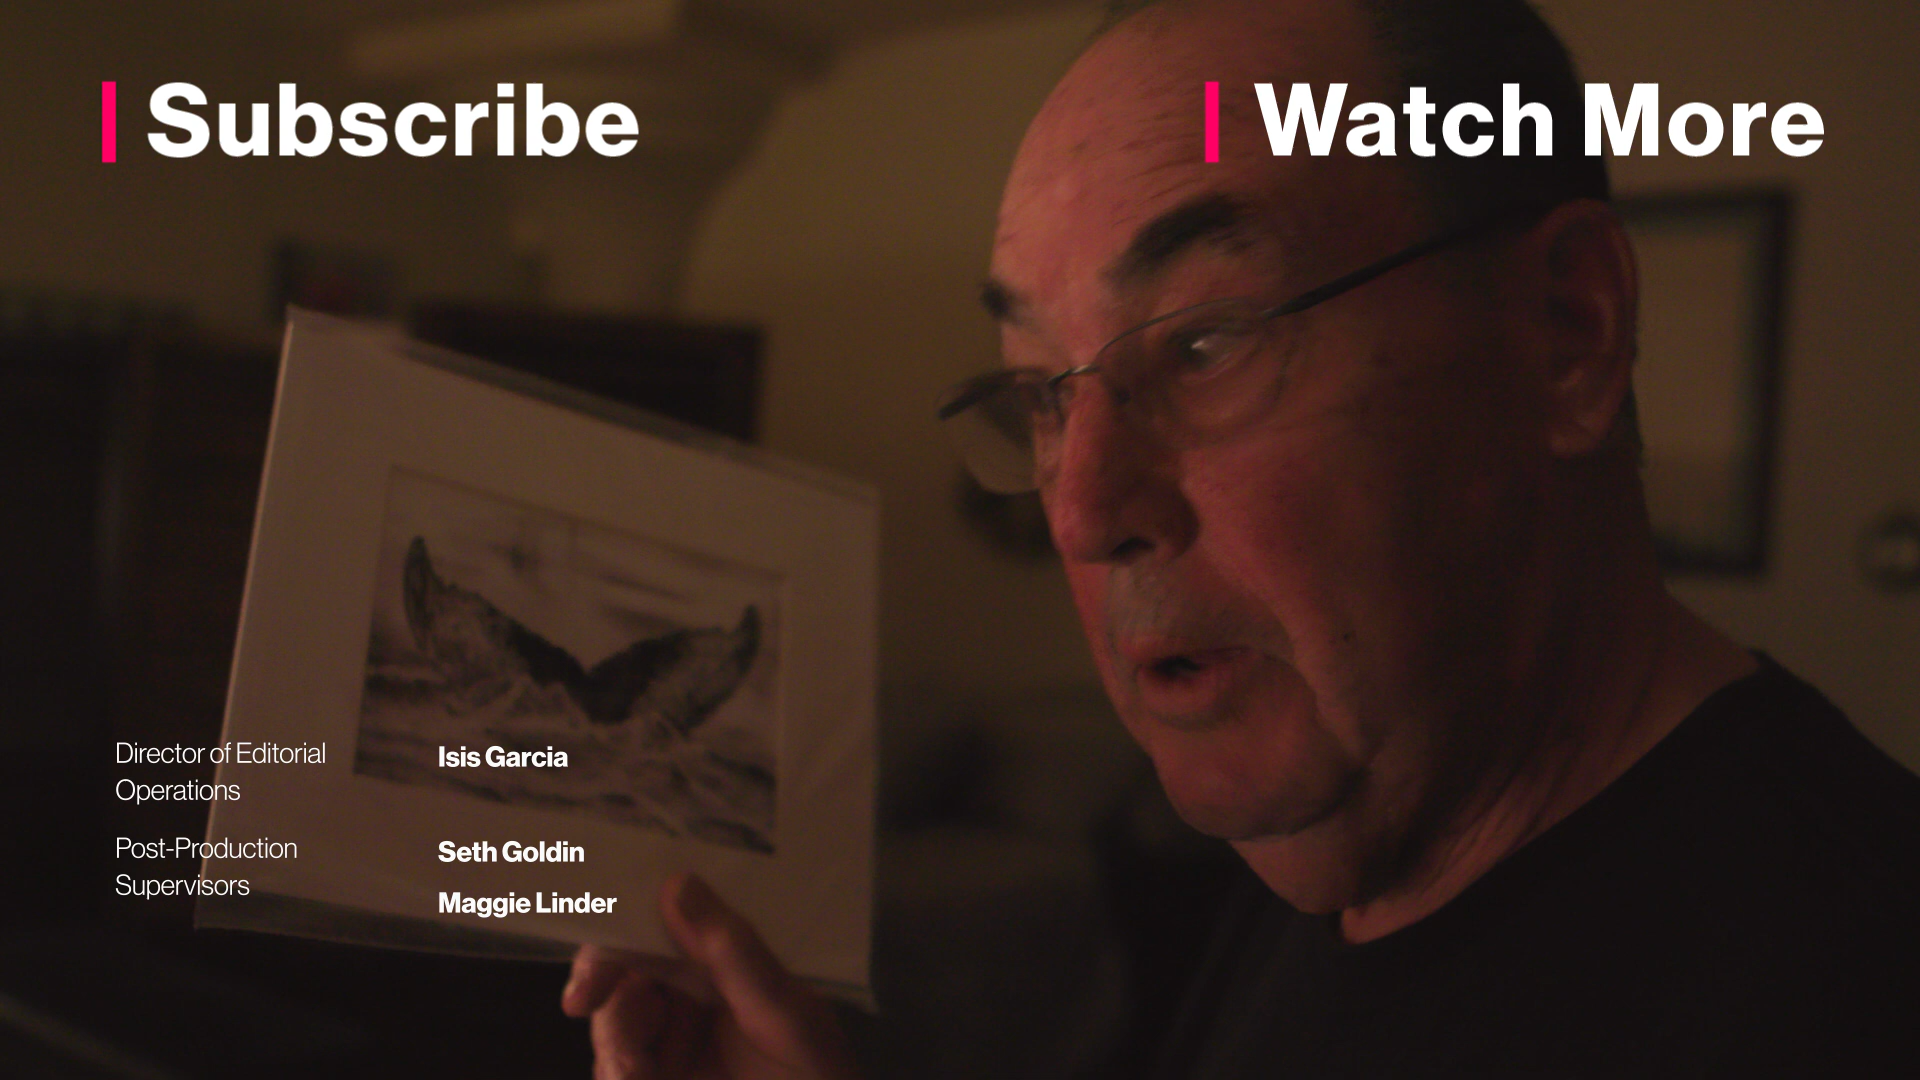 Subscribe
Watch More
Director of Editorial
Operations
Isis Garcia
Post-Production
Supervisors
Seth Goldin
Maggie Linder